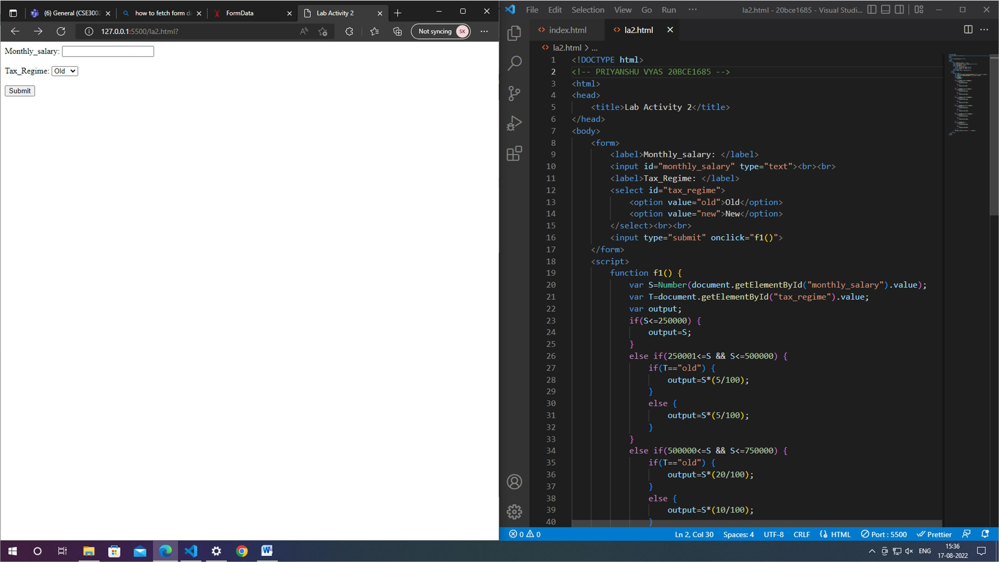 (6) General (CSE3002
how to fetch form da
FormData
Lab Activity 2
127.0.0.1:5500/la2.html?
Not syncing
SK
Monthly_salary:
Tax_Regime: Old
Submit
File Edit Selection View Go Run ···
la2.html - 20bce1685 - Visual Studi...
index.html
la2.html
la2.html > ...
1 <!DOCTYPE html>
2 <!-- PRIYANSHU VYAS 20BCE1685 -->
3 <html>
4 <head>
5 <title>Lab Activity 2</title>
6 </head>
7 <body>
8 <form>
9 <label>Monthly_salary: </label>
10 <input id="monthly_salary" type="text"><br><br>
11 <label>Tax_Regime: </label>
12 <select id="tax_regime">
13 <option value="old">Old</option>
14 <option value="new">New</option>
15 </select><br><br>
16 <input type="submit" onclick="f1()">
17 </form>
18 <script>
19 function f1() {
20 var S=Number(document.getElementById("monthly_salary").value);
21 var T=document.getElementById("tax_regime").value;
22 var output;
23 if(S<=250000) {
24 output=S;
25 }
26 else if(250001<=S && S<=500000) {
27 if(T=="old") {
28 output=S*(5/100);
29 }
30 else {
31 output=S*(5/100);
32 }
33 }
34 else if(500000<=S && S<=750000) {
35 if(T=="old") {
36 output=S*(20/100);
37 }
38 else {
39 output=S*(10/100);
40 }
0 0
Ln 2, Col 30 Spaces: 4 UTF-8 CRLF HTML Port : 5500 Prettier
ENG
15:36
17-08-2022